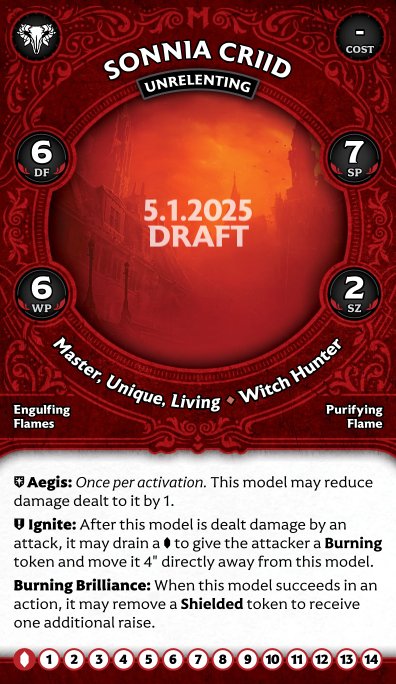 -
COST
SONNIA CRIID
UNRELENTING
6
DF
7
SP
5.1.2025
DRAFT
6
WP
2
SZ
Master, Unique, Living ♦ Witch Hunter
Engulfing
Flames
Purifying
Flame
Aegis: Once per activation. This model may reduce
damage dealt to it by 1.
Ignite: After this model is dealt damage by an
attack, it may drain a to give the attacker a Burning
token and move it 4" directly away from this model.
Burning Brilliance: When this model succeeds in an
action, it may remove a Shielded token to receive
one additional raise.
1 2 3 4 5 6 7 8 9 10 11 12 13 14